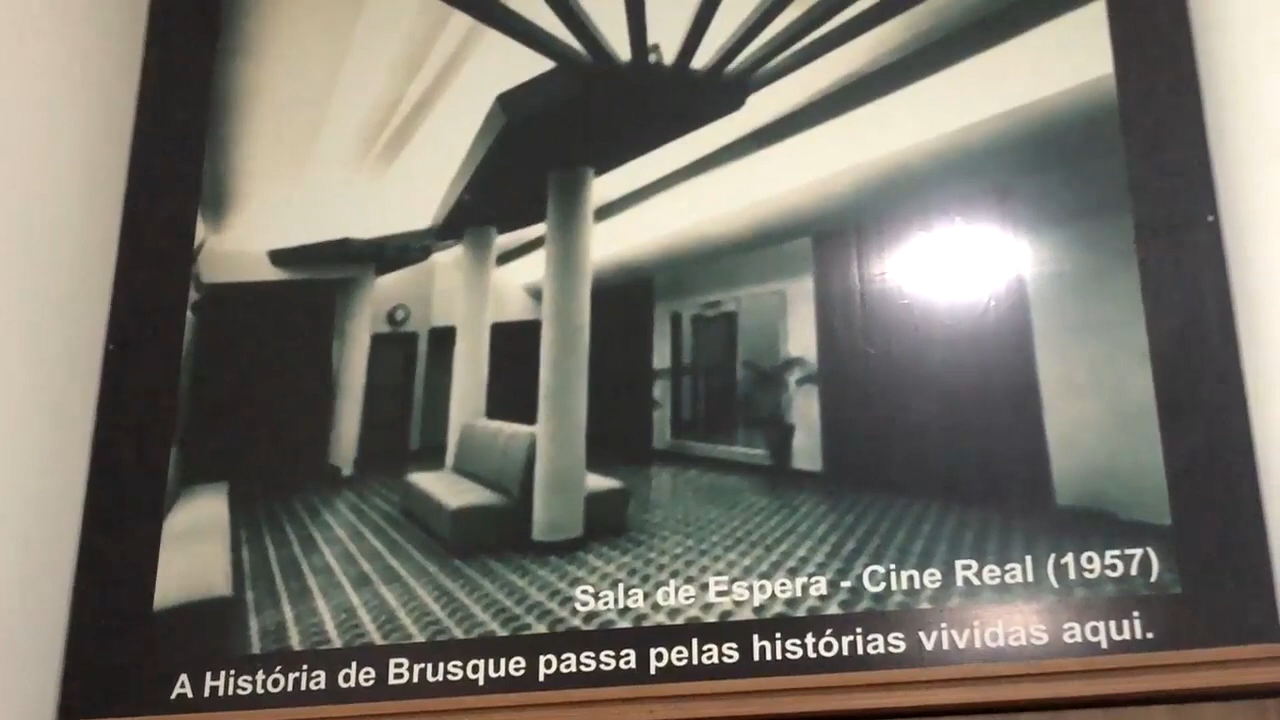 Sala de Espera - Cine Real (1957)
A História de Brusque passa pelas histórias vividas aqui.